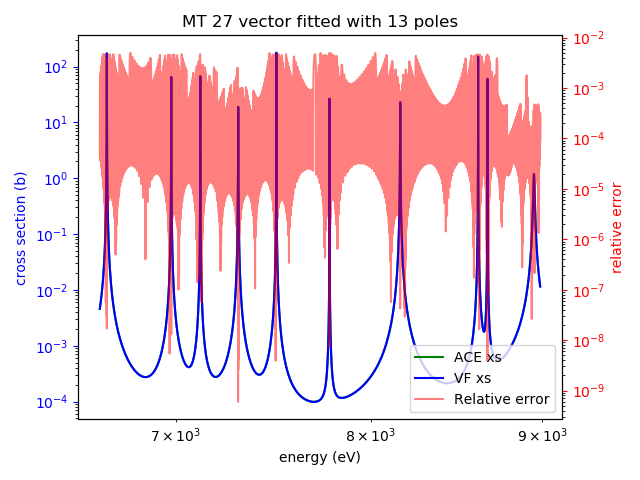 MT 27 vector fitted with 13 poles
10² 10¹ 10⁰ 10⁻¹ 10⁻² 10⁻³ 10⁻⁴
cross section (b)
10⁻² 10⁻³ 10⁻⁴ 10⁻⁵ 10⁻⁶ 10⁻⁷ 10⁻⁸ 10⁻⁹
relative error
ACE xs
VF xs
Relative error
7 × 10³ 8 × 10³ 9 × 10³
energy (eV)